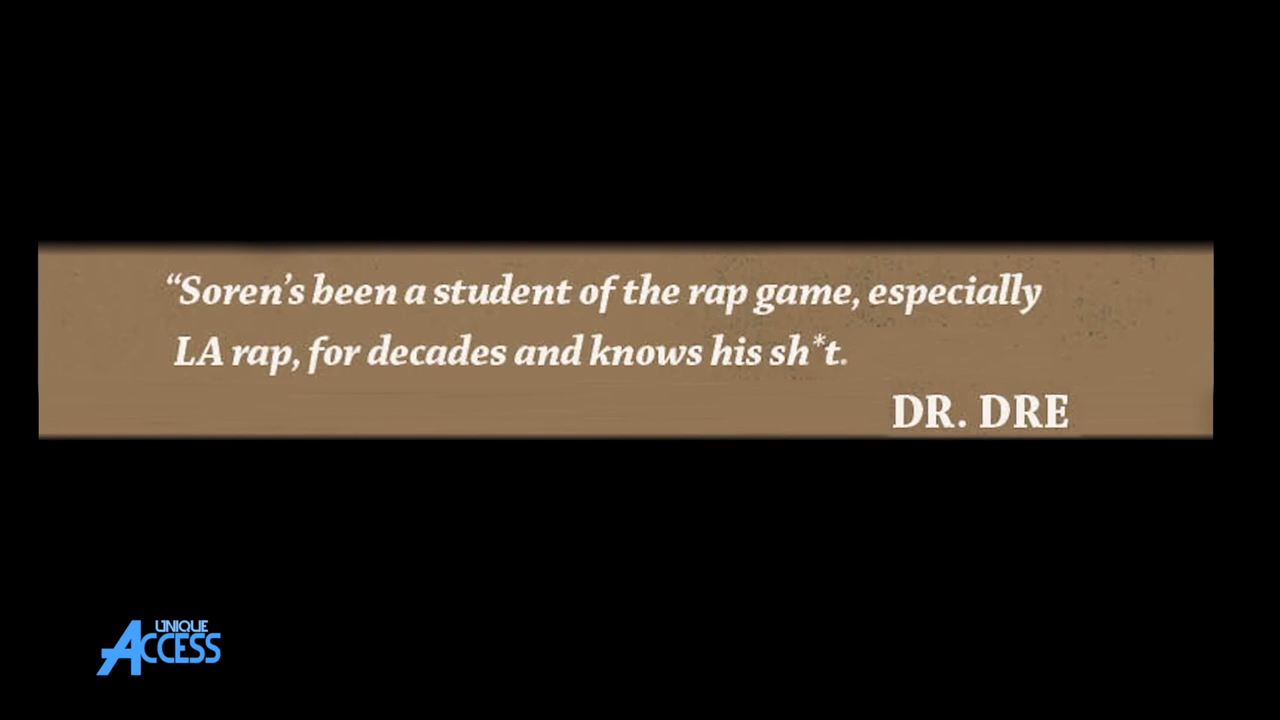 “Soren’s been a student of the rap game, especially
LA rap, for decades and knows his sh*t.
DR. DRE
UNIQUE
ACCESS